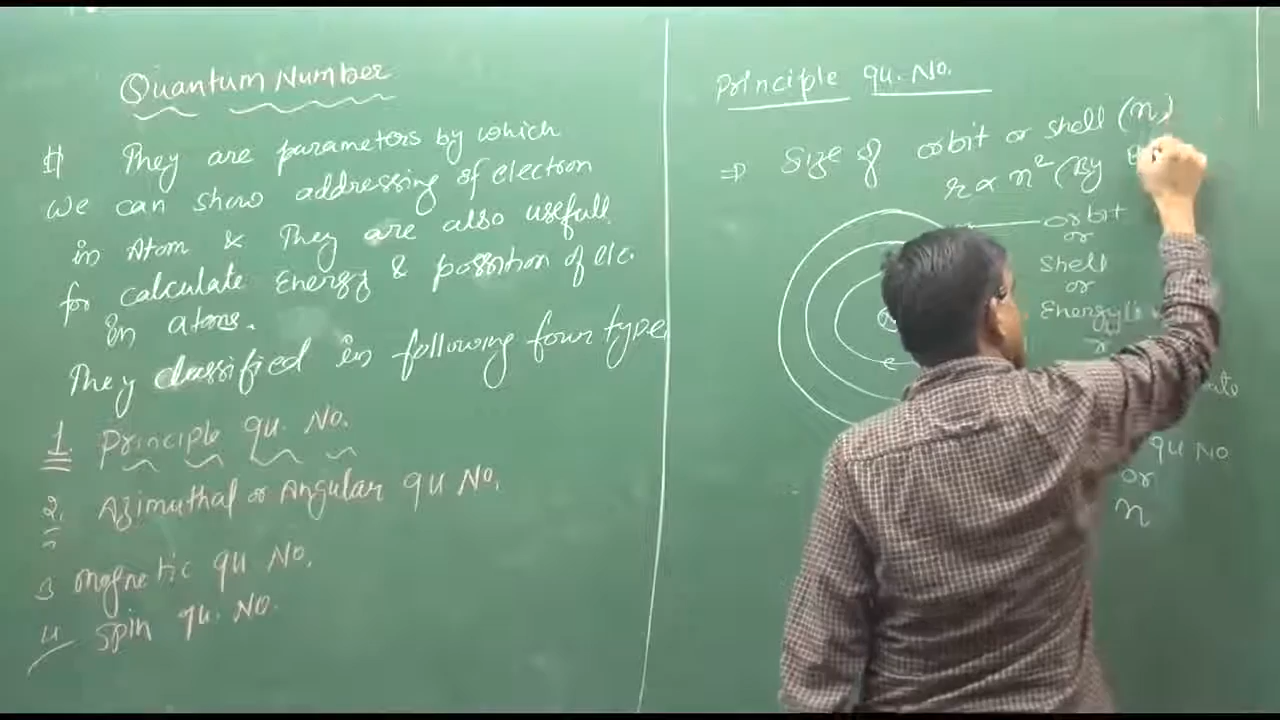 Quantum Number
# They are parameters by which
we can show addressing of electron
in Atom & They are also usefull
for calculate Energy & possition of elc.
in atoms.
They classified in following four type
1. Principle qu. No.
2. Azimuthal or Angular qu No.
3 Magnetic qu No.
4 Spin qu. No.
Principle qu. No.
⇒ Size of orbit or shell (n)
r ∝ n² (By
orbit
or
Shell
or
Energy
qu No
or
n